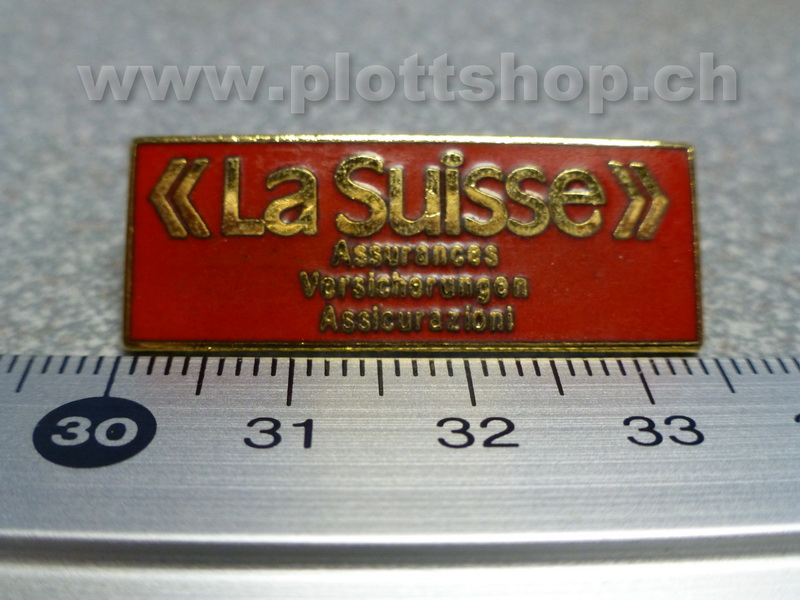 www.plottshop.ch
«La Suisse»
Assurances
Versicherungen
Assicurazioni
30 31 32 33